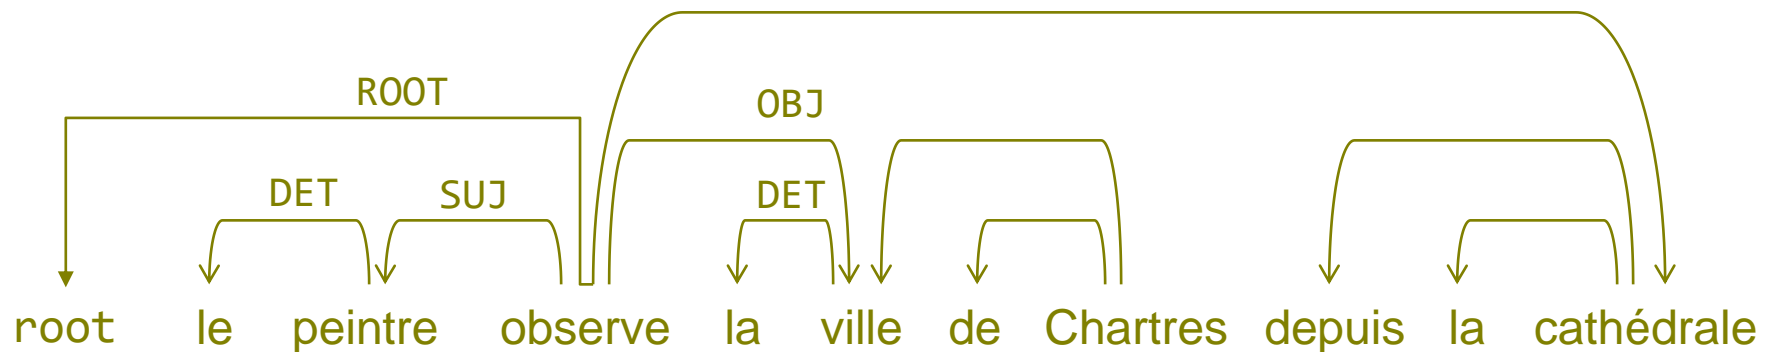 ROOT
OBJ
DET SUJ DET
root le peintre observe la ville de Chartres depuis la cathédrale